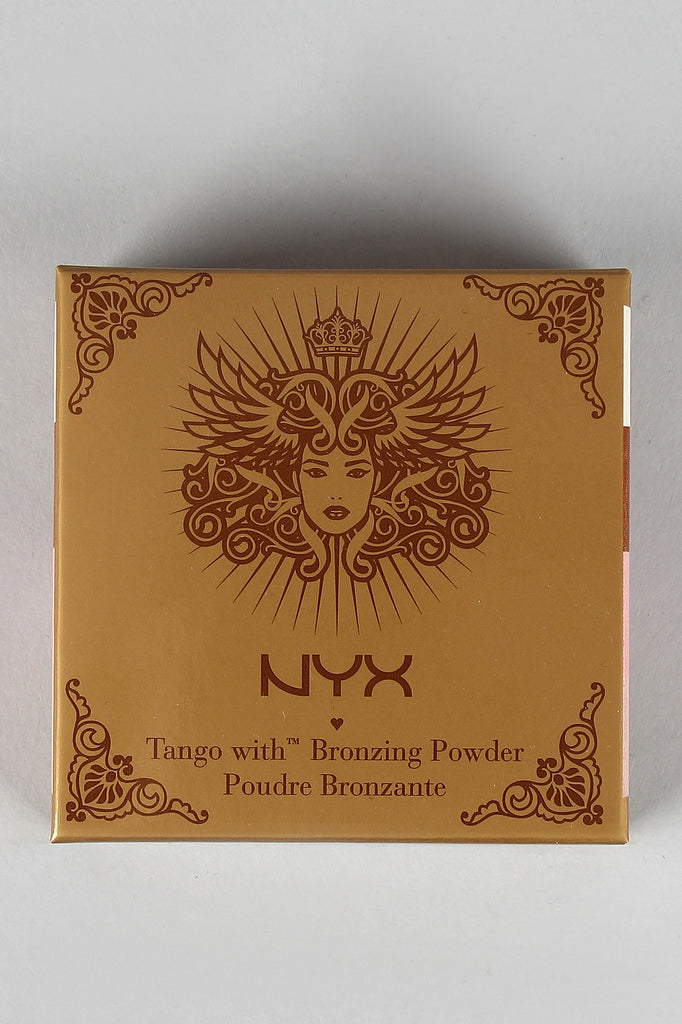 NYX
Tango with™ Bronzing Powder
Poudre Bronzante